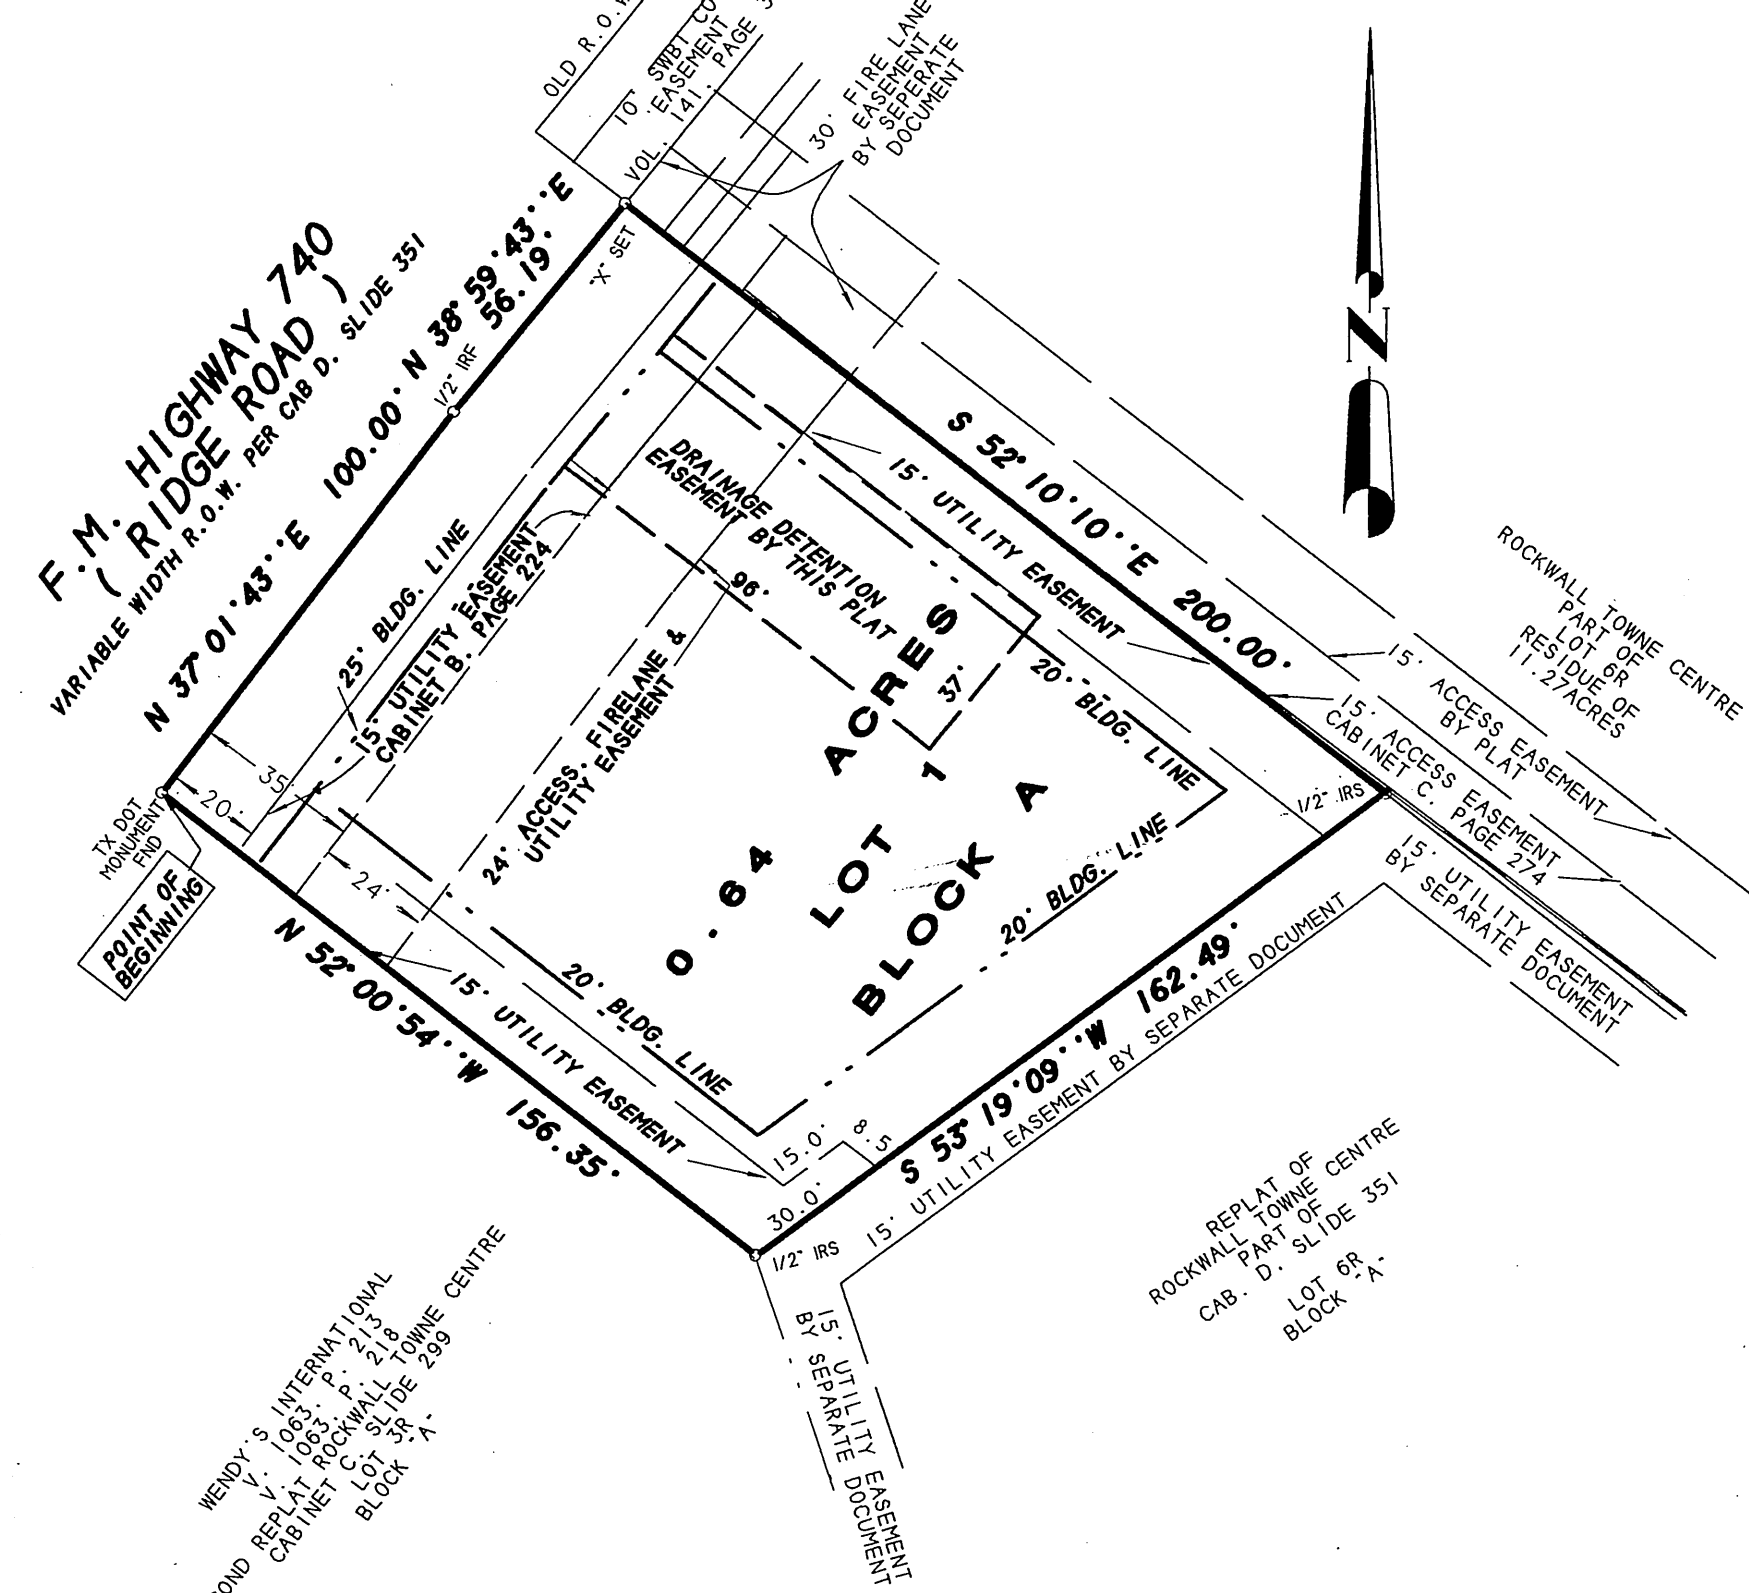 OLD R.O.W.
10' SWBT CO
EASEMENT
VOL. 141, PAGE 3
30' FIRE LANE
EASEMENT
BY SEPERATE
DOCUMENT
N
F.M. HIGHWAY 740
( RIDGE ROAD )
VARIABLE WIDTH R.O.W. PER CAB D. SLIDE 351
N 37° 01'43''E 100.00'
N 38° 59'43''E
56.19'
1/2" IRF
"X" SET
25' BLDG. LINE
15' UTILITY EASEMENT
CABINET B. PAGE 224
DRAINAGE DETENTION
EASEMENT BY THIS PLAT
96'
37'
15' UTILITY EASEMENT
S 52° 10'10''E 200.00'
20' BLDG. LINE
24' ACCESS, FIRELANE &
UTILITY EASEMENT
0.64 ACRES
LOT 1
BLOCK A
20' BLDG. LINE
20' BLDG. LINE
35'
20'
24'
TX DOT
MONUMENT
FND
POINT OF
BEGINNING
N 52° 00'54''W 156.35'
15' UTILITY EASEMENT
15.0'
8.5
30.0'
1/2" IRS
S 53° 19'09''W 162.49'
15' UTILITY EASEMENT BY SEPARATE DOCUMENT
1/2" IRS
ROCKWALL TOWNE CENTRE
PART OF
LOT 6R
RESIDUE OF
11.27ACRES
15' ACCESS EASEMENT
BY PLAT
15' ACCESS EASEMENT
CABINET C. PAGE 274
15' UTILITY EASEMENT
BY SEPARATE DOCUMENT
REPLAT OF
ROCKWALL TOWNE CENTRE
PART OF
CAB. D. SLIDE 351
LOT 6R
BLOCK "A"
15' UTILITY EASEMENT
BY SEPARATE DOCUMENT
WENDY'S INTERNATIONAL
V. 1063. P. 213
V. 1063. P. 218
OND REPLAT ROCKWALL TOWNE CENTRE
CABINET C. SLIDE 299
LOT 3R
BLOCK "A"